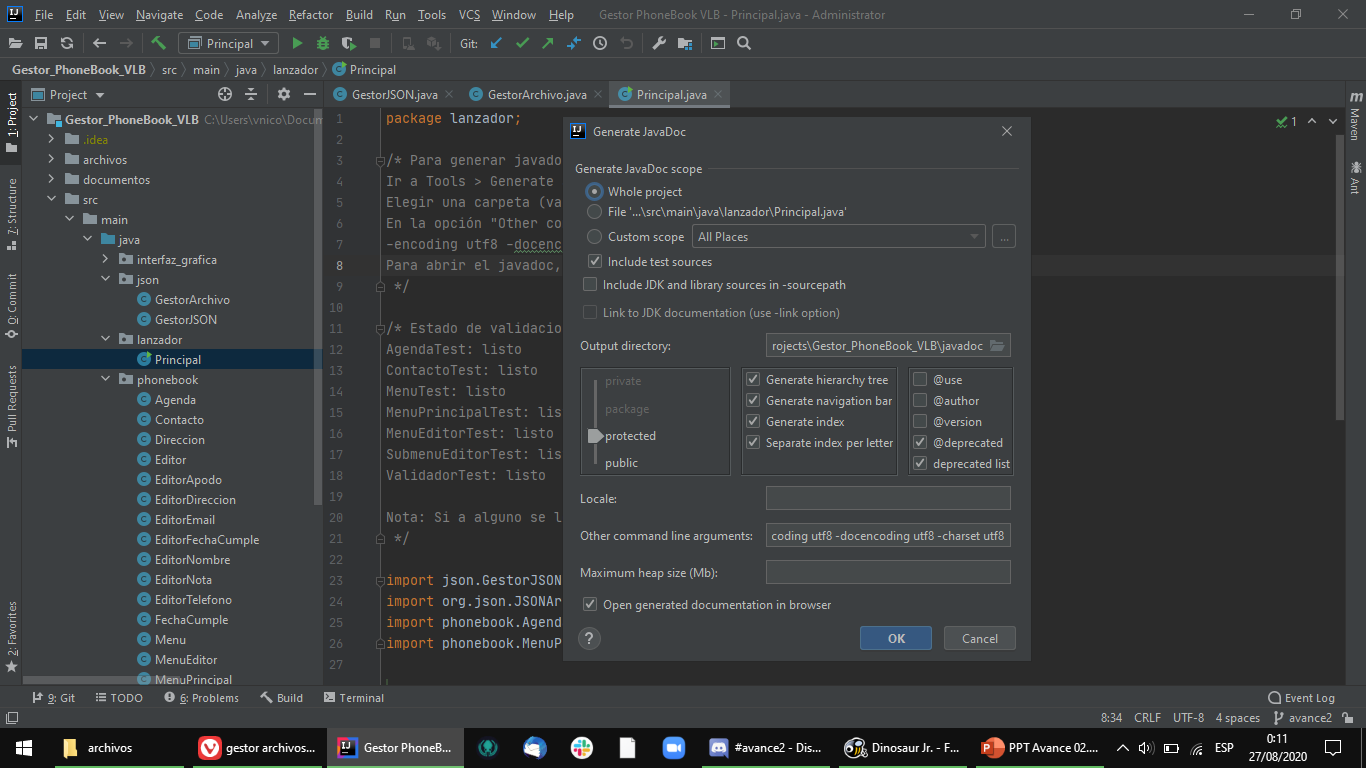 File Edit View Navigate Code Analyze Refactor Build Run Tools VCS Window Help Gestor PhoneBook VLB - Principal.java - Administrator
Principal Git:
Gestor_PhoneBook_VLB src main java lanzador Principal
Project GestorJSON.java GestorArchivo.java Principal.java
1: Project
7: Structure
0: Commit
Pull Requests
2: Favorites
Gestor_PhoneBook_VLB C:\Users\vnico\Docum
.idea
archivos
documentos
src
main
java
interfaz_grafica
json
GestorArchivo
GestorJSON
lanzador
Principal
phonebook
Agenda
Contacto
Direccion
Editor
EditorApodo
EditorDireccion
EditorEmail
EditorFechaCumple
EditorNombre
EditorNota
EditorTelefono
FechaCumple
Menu
MenuEditor
MenuPrincipal
1 package lanzador;
2
3 /* Para generar javado
4 Ir a Tools > Generate
5 Elegir una carpeta (va
6 En la opción "Other co
7 -encoding utf8 -docenc
8 Para abrir el javadoc,
9 */
10
11 /* Estado de validacio
12 AgendaTest: listo
13 ContactoTest: listo
14 MenuTest: listo
15 MenuPrincipalTest: lis
16 MenuEditorTest: listo
17 SubmenuEditorTest: lis
18 ValidadorTest: listo
19
20 Nota: Si a alguno se l
21 */
22
23 import json.GestorJSON
24 import org.json.JSONAr
25 import phonebook.Agend
26 import phonebook.MenuP
27
1
Maven
Ant
Generate JavaDoc
Generate JavaDoc scope
Whole project
File '...\src\main\java\lanzador\Principal.java'
Custom scope All Places ...
Include test sources
Include JDK and library sources in -sourcepath
Link to JDK documentation (use -link option)
Output directory: rojects\Gestor_PhoneBook_VLB\javadoc
private Generate hierarchy tree @use
package Generate navigation bar @author
protected Generate index @version
public Separate index per letter @deprecated
deprecated list
Locale:
Other command line arguments: coding utf8 -docencoding utf8 -charset utf8
Maximum heap size (Mb):
Open generated documentation in browser
? OK Cancel
9: Git TODO 6: Problems Build Terminal Event Log
8:34 CRLF UTF-8 4 spaces avance2
archivos gestor archivos... Gestor PhoneB... #avance2 - Dis... Dinosaur Jr. - F... PPT Avance 02.... ESP 0:11
27/08/2020